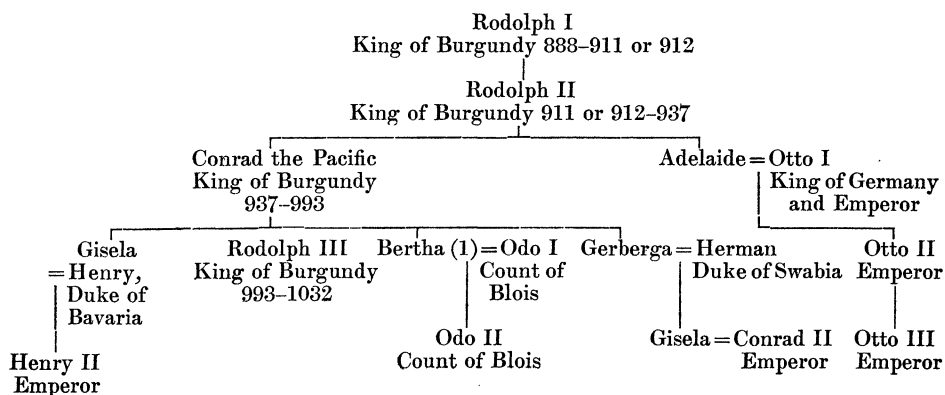 Rodolph I
King of Burgundy 888–911 or 912
Rodolph II
King of Burgundy 911 or 912–937
Conrad the Pacific
King of Burgundy
937–993
Adelaide = Otto I
King of Germany
and Emperor
Gisela
= Henry,
Duke of
Bavaria
Rodolph III
King of Burgundy
993–1032
Bertha (1) = Odo I
Count of
Blois
Gerberga = Herman
Duke of Swabia
Otto II
Emperor
Henry II
Emperor
Odo II
Count of Blois
Gisela = Conrad II
Emperor
Otto III
Emperor